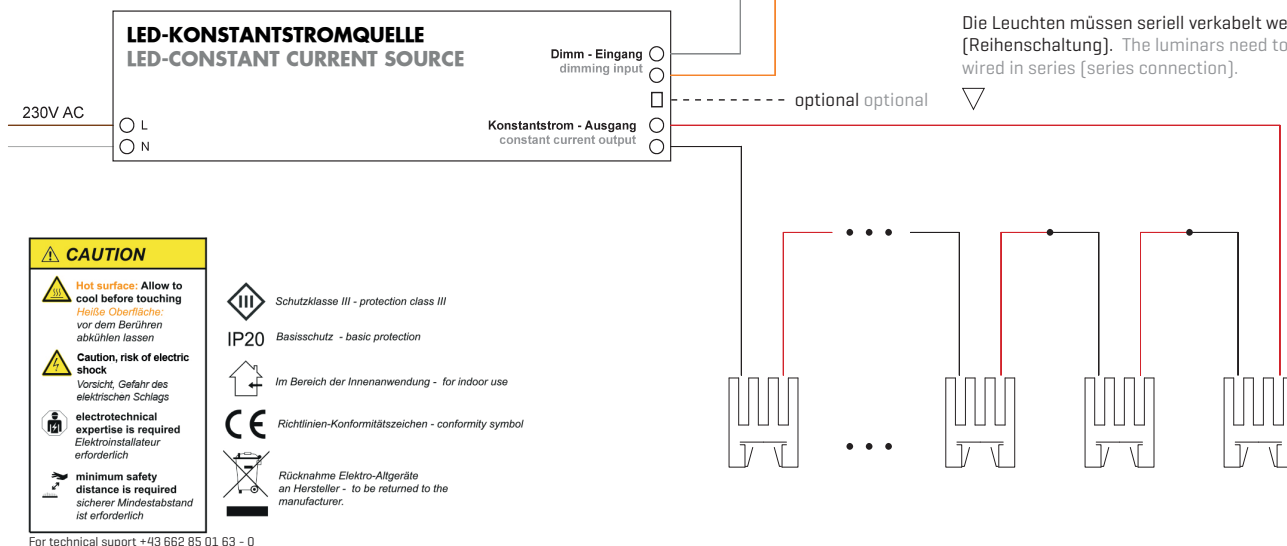 LED-KONSTANTSTROMQUELLE
LED-CONSTANT CURRENT SOURCE
Dimm - Eingang
dimming input
optional optional
Konstantstrom - Ausgang
constant current output
230V AC
L
N
Die Leuchten müssen seriell verkabelt we
(Reihenschaltung). The luminars need to
wired in series (series connection).
CAUTION
Hot surface: Allow to
cool before touching
Heiße Oberfläche:
vor dem Berühren
abkühlen lassen
Caution, risk of electric
shock
Vorsicht, Gefahr des
elektrischen Schlags
electrotechnical
expertise is required
Elektroinstallateur
erforderlich
minimum safety
distance is required
sicherer Mindestabstand
ist erforderlich
III
Schutzklasse III - protection class III
IP20 Basisschutz - basic protection
Im Bereich der Innenanwendung - for indoor use
CE Richtlinien-Konformitätszeichen - conformity symbol
Rücknahme Elektro-Altgeräte
an Hersteller - to be returned to the
manufacturer.
For technical suport +43 662 85 01 63 - 0